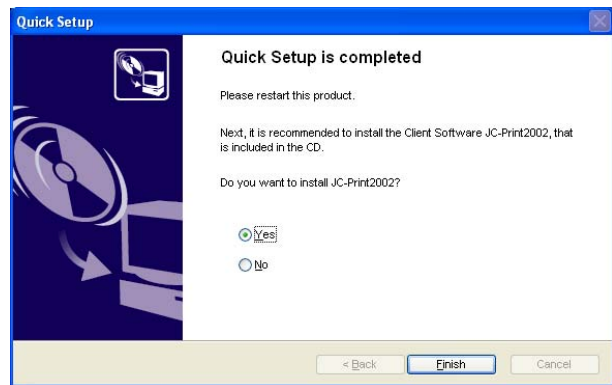 Quick Setup
Quick Setup is completed
Please restart this product.
Next, it is recommended to install the Client Software JC-Print2002, that
is included in the CD.
Do you want to install JC-Print2002?
Yes
No
< Back Finish Cancel